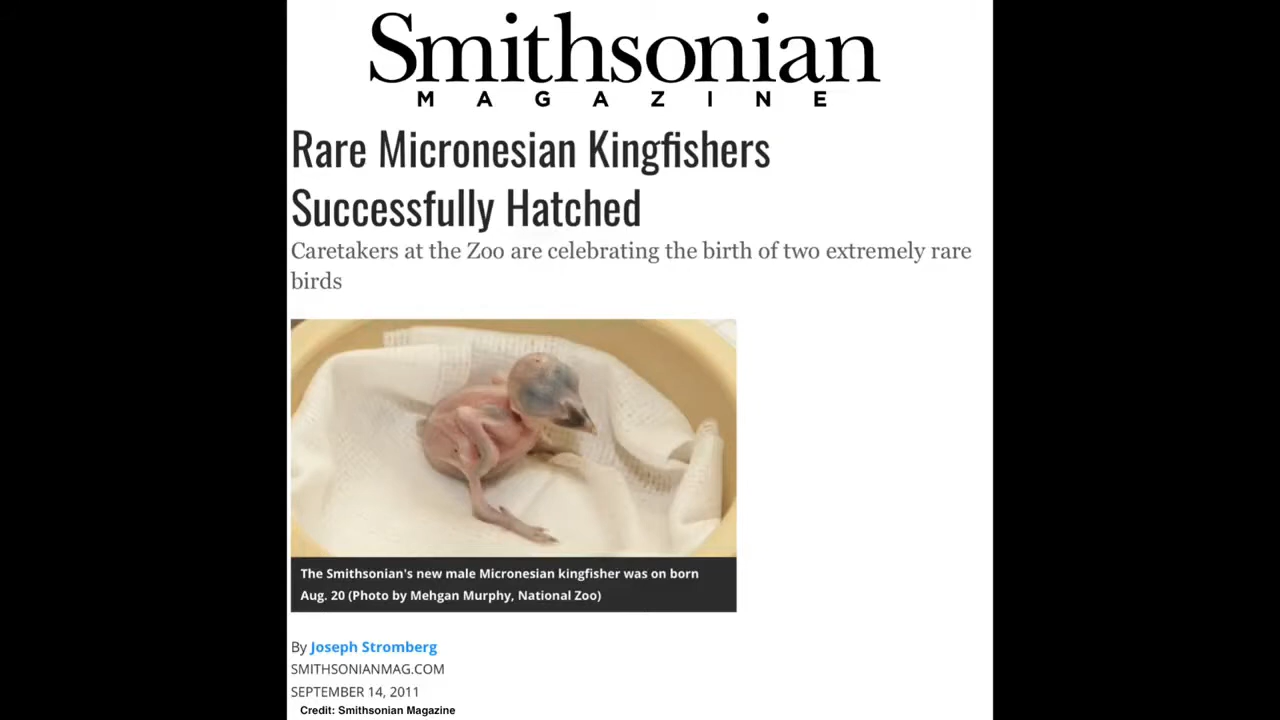 Smithsonian
MAGAZINE
Rare Micronesian Kingfishers
Successfully Hatched
Caretakers at the Zoo are celebrating the birth of two extremely rare
birds
The Smithsonian's new male Micronesian kingfisher was on born
Aug. 20 (Photo by Mehgan Murphy, National Zoo)
By Joseph Stromberg
SMITHSONIANMAG.COM
SEPTEMBER 14, 2011
Credit: Smithsonian Magazine